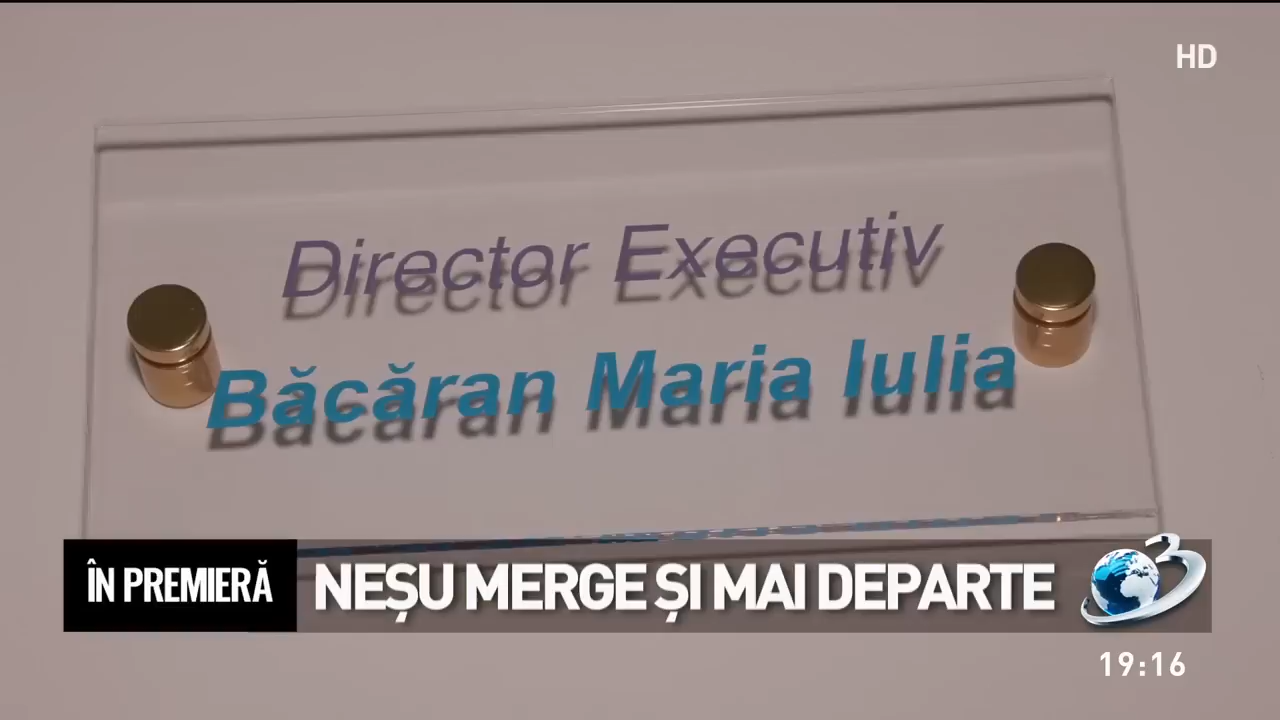 HD
Director Executiv
Băcăran Maria Iulia
ÎN PREMIERĂ
NEȘU MERGE ȘI MAI DEPARTE
3
19:16